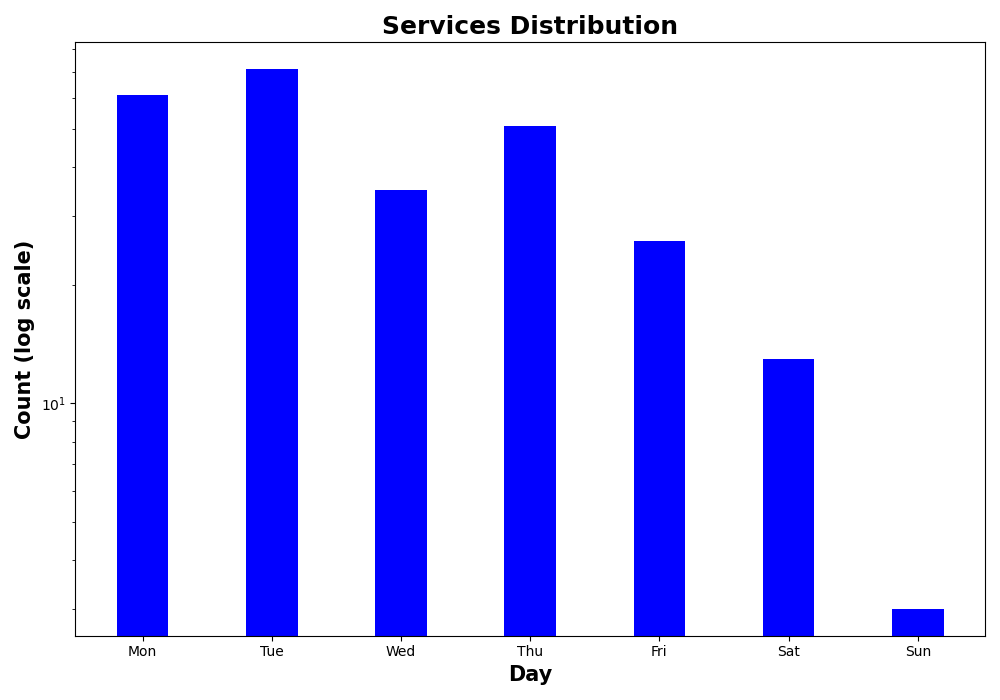 Services Distribution
Count (log scale)
10¹
Mon Tue Wed Thu Fri Sat Sun
Day